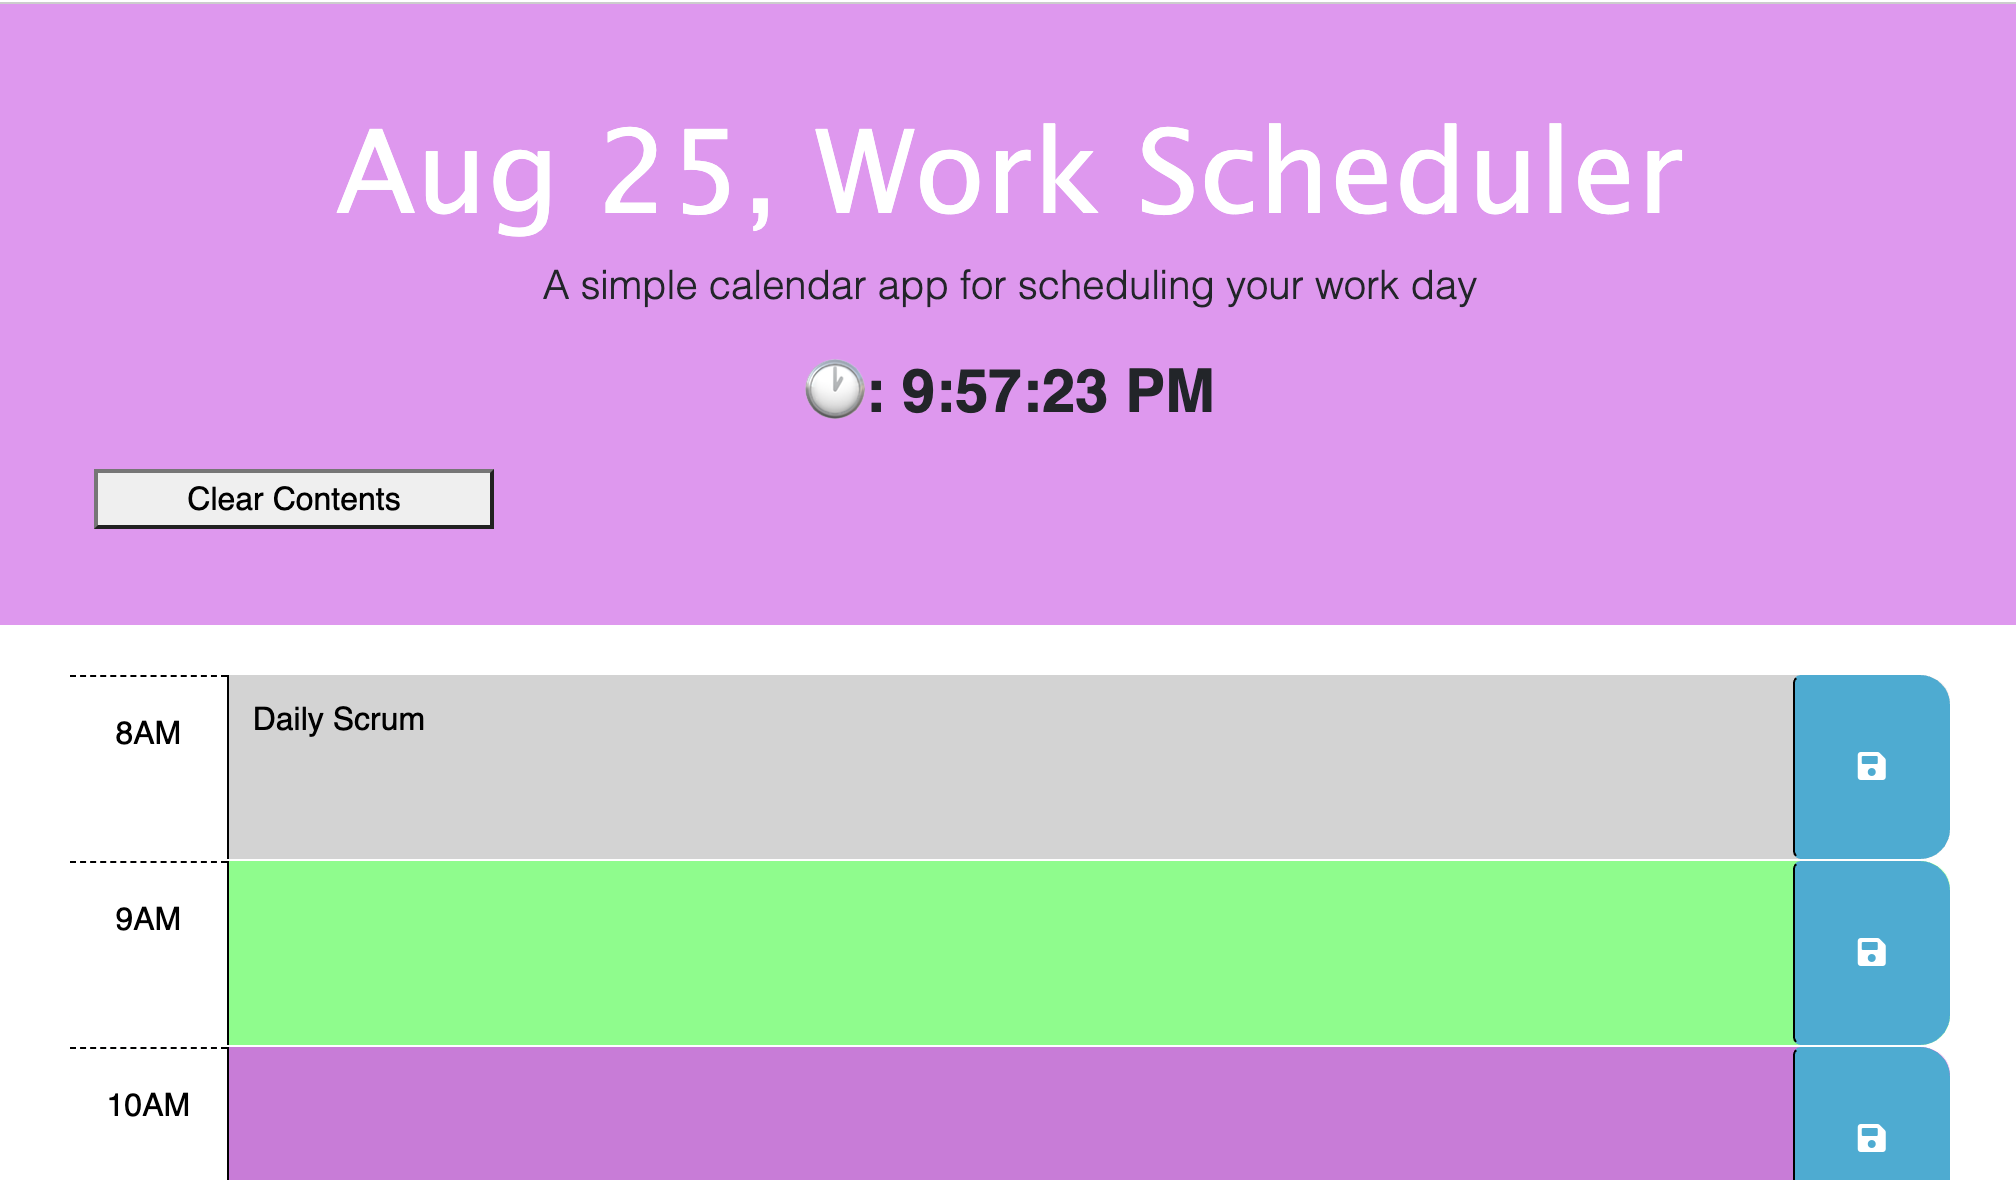 Aug 25, Work Scheduler
A simple calendar app for scheduling your work day
🕐: 9:57:23 PM
Clear Contents
8AM
Daily Scrum
9AM
10AM